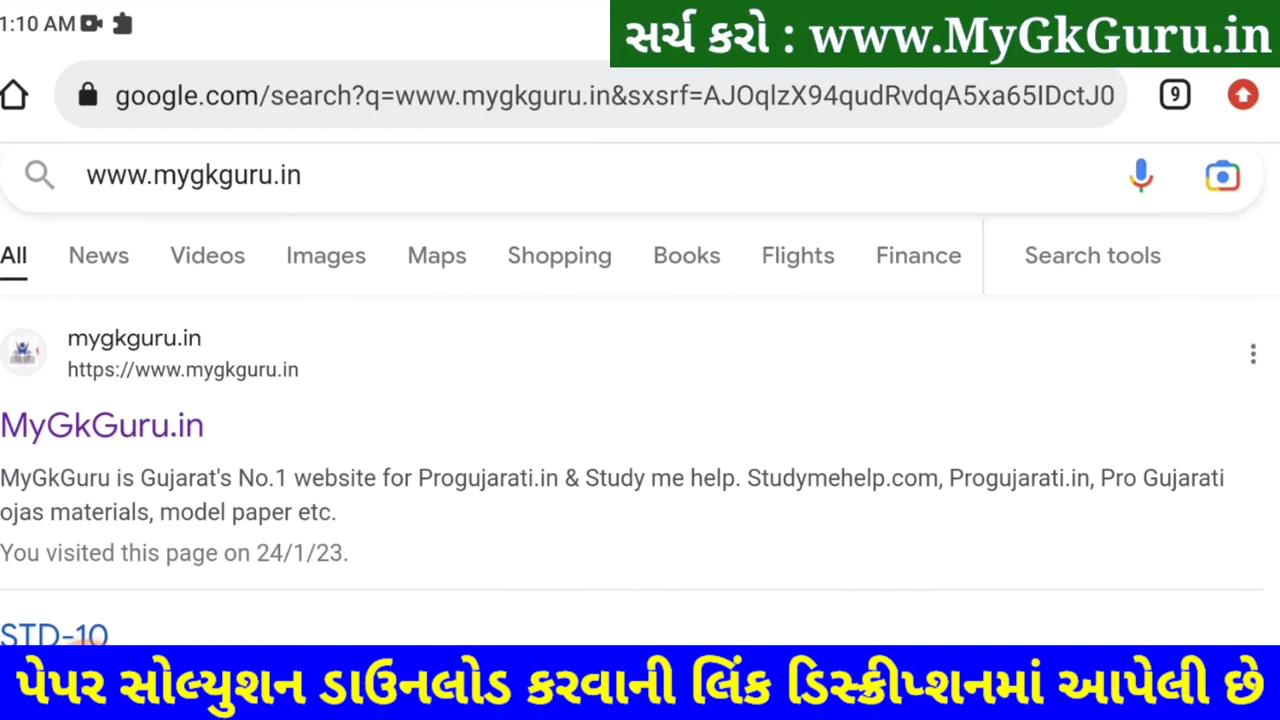 1:10 AM
સર્ચ કરો : www.MyGkGuru.in
google.com/search?q=www.mygkguru.in&sxsrf=AJOqlzX94qudRvdqA5xa65IDctJ0
9
www.mygkguru.in
All News Videos Images Maps Shopping Books Flights Finance Search tools
mygkguru.in
https://www.mygkguru.in
MyGkGuru.in
MyGkGuru is Gujarat's No.1 website for Progujarati.in & Study me help. Studymehelp.com, Progujarati.in, Pro Gujarati
ojas materials, model paper etc.
You visited this page on 24/1/23.
STD-10
પેપર સોલ્યુશન ડાઉનલોડ કરવાની લિંક ડિસ્ક્રીપ્શનમાં આપેલી છે